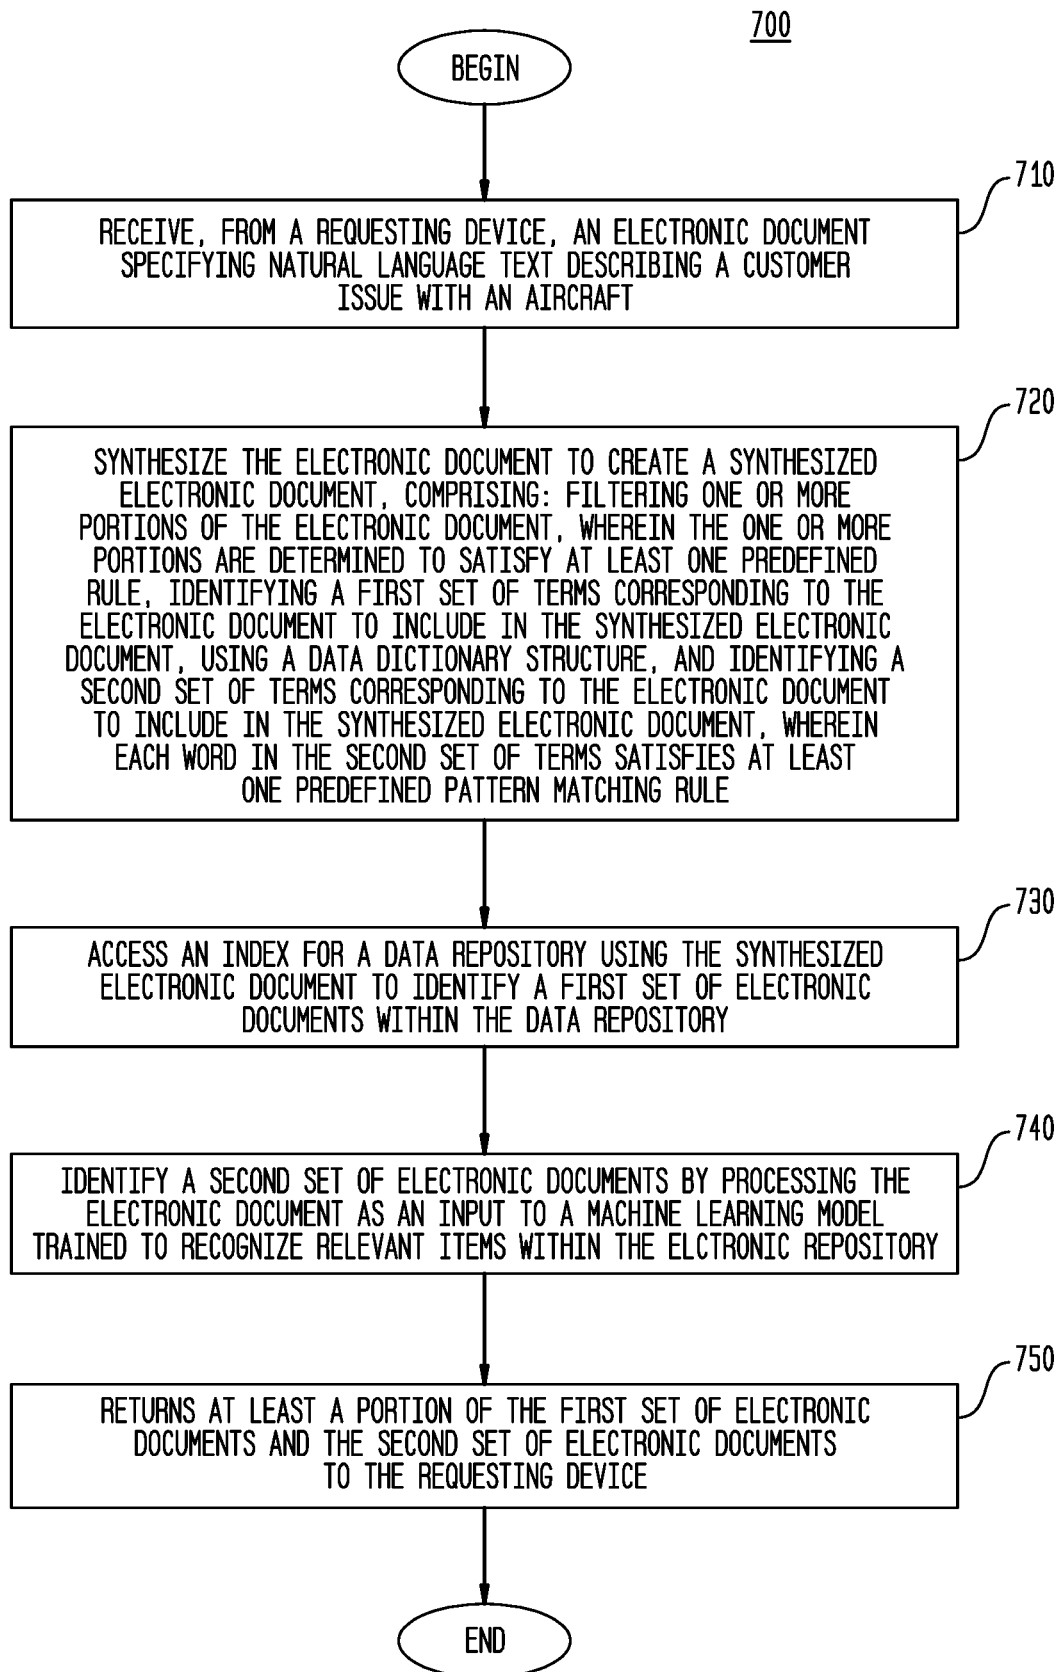 700
BEGIN
710
RECEIVE, FROM A REQUESTING DEVICE, AN ELECTRONIC DOCUMENT
SPECIFYING NATURAL LANGUAGE TEXT DESCRIBING A CUSTOMER
ISSUE WITH AN AIRCRAFT
720
SYNTHESIZE THE ELECTRONIC DOCUMENT TO CREATE A SYNTHESIZED
ELECTRONIC DOCUMENT, COMPRISING: FILTERING ONE OR MORE
PORTIONS OF THE ELECTRONIC DOCUMENT, WHEREIN THE ONE OR MORE
PORTIONS ARE DETERMINED TO SATISFY AT LEAST ONE PREDEFINED
RULE, IDENTIFYING A FIRST SET OF TERMS CORRESPONDING TO THE
ELECTRONIC DOCUMENT TO INCLUDE IN THE SYNTHESIZED ELECTRONIC
DOCUMENT, USING A DATA DICTIONARY STRUCTURE, AND IDENTIFYING A
SECOND SET OF TERMS CORRESPONDING TO THE ELECTRONIC DOCUMENT
TO INCLUDE IN THE SYNTHESIZED ELECTRONIC DOCUMENT, WHEREIN
EACH WORD IN THE SECOND SET OF TERMS SATISFIES AT LEAST
ONE PREDEFINED PATTERN MATCHING RULE
730
ACCESS AN INDEX FOR A DATA REPOSITORY USING THE SYNTHESIZED
ELECTRONIC DOCUMENT TO IDENTIFY A FIRST SET OF ELECTRONIC
DOCUMENTS WITHIN THE DATA REPOSITORY
740
IDENTIFY A SECOND SET OF ELECTRONIC DOCUMENTS BY PROCESSING THE
ELECTRONIC DOCUMENT AS AN INPUT TO A MACHINE LEARNING MODEL
TRAINED TO RECOGNIZE RELEVANT ITEMS WITHIN THE ELCTRONIC REPOSITORY
750
RETURNS AT LEAST A PORTION OF THE FIRST SET OF ELECTRONIC
DOCUMENTS AND THE SECOND SET OF ELECTRONIC DOCUMENTS
TO THE REQUESTING DEVICE
END